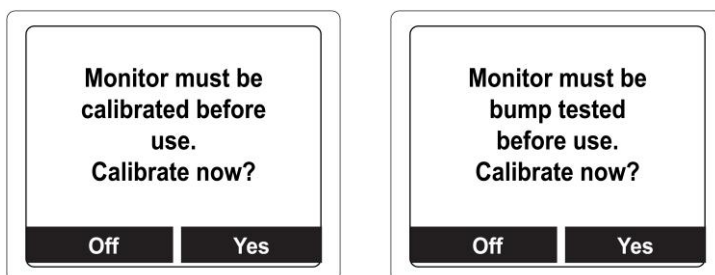 Monitor must be
calibrated before
use.
Calibrate now?
Off Yes
Monitor must be
bump tested
before use.
Calibrate now?
Off Yes